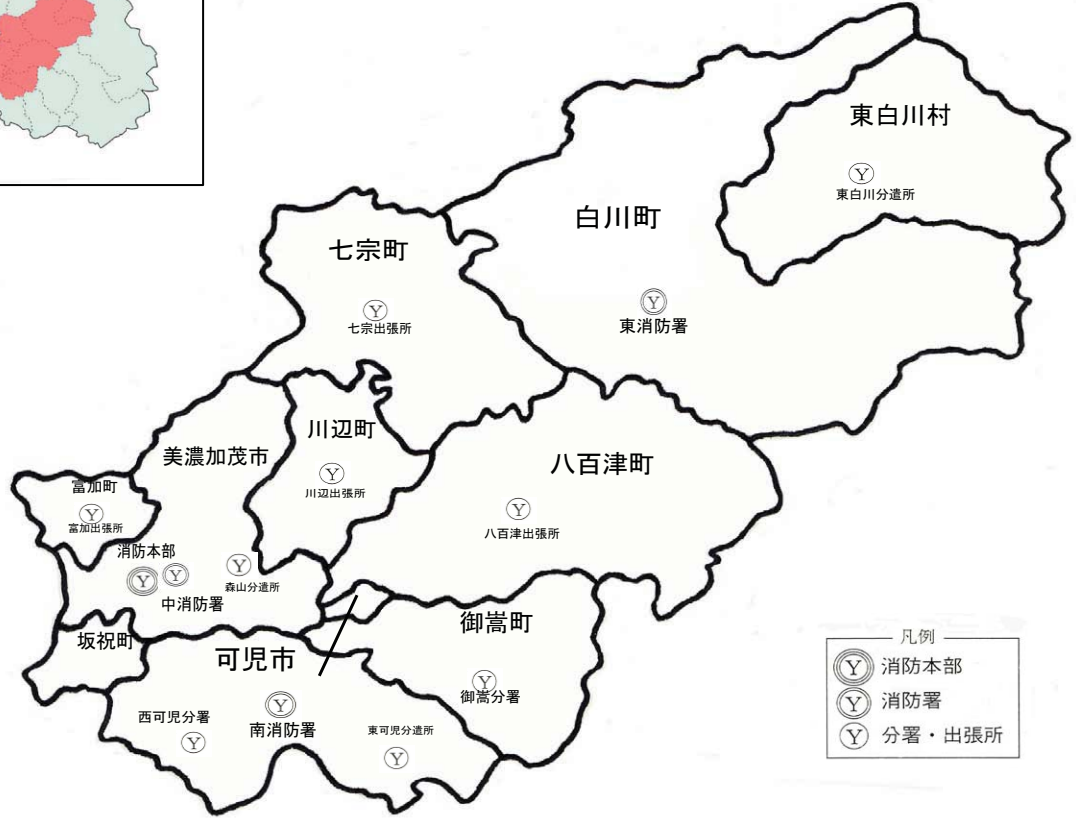 東白川村
Y
東白川分遣所
白川町
Y
東消防署
七宗町
Y
七宗出張所
川辺町
Y
川辺出張所
美濃加茂市
八百津町
Y
八百津出張所
富加町
Y
富加出張所
消防本部
Y
Y
中消防署
Y
森山分遣所
坂祝町
可児市
御嵩町
Y
御嵩分署
西可児分署
Y
Y
南消防署
東可児分遣所
Y
凡例
Y 消防本部
Y 消防署
Y 分署・出張所